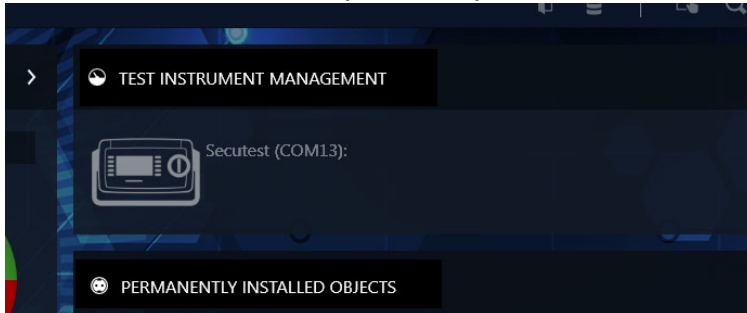 TEST INSTRUMENT MANAGEMENT
Secutest (COM13):
PERMANENTLY INSTALLED OBJECTS